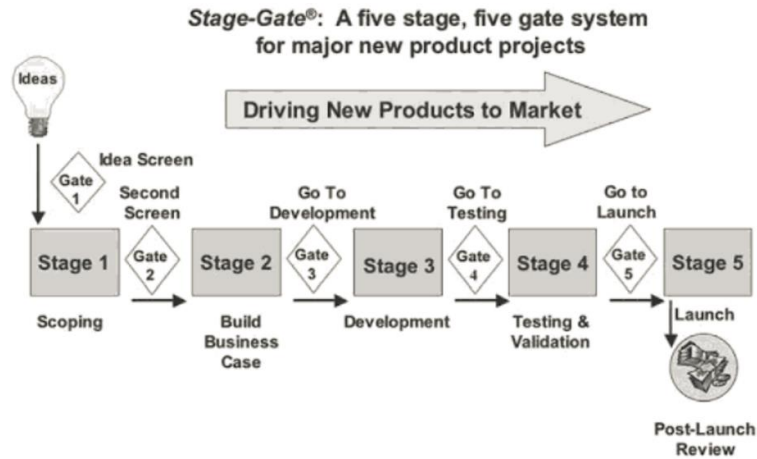 Stage-Gate®: A five stage, five gate system
for major new product projects
Ideas
Driving New Products to Market
Gate
1
Idea Screen
Second
Screen
Go To
Development
Go To
Testing
Go to
Launch
Stage 1
Gate
2
Stage 2
Gate
3
Stage 3
Gate
4
Stage 4
Gate
5
Stage 5
Scoping
Build
Business
Case
Development
Testing &
Validation
Launch
Post-Launch
Review